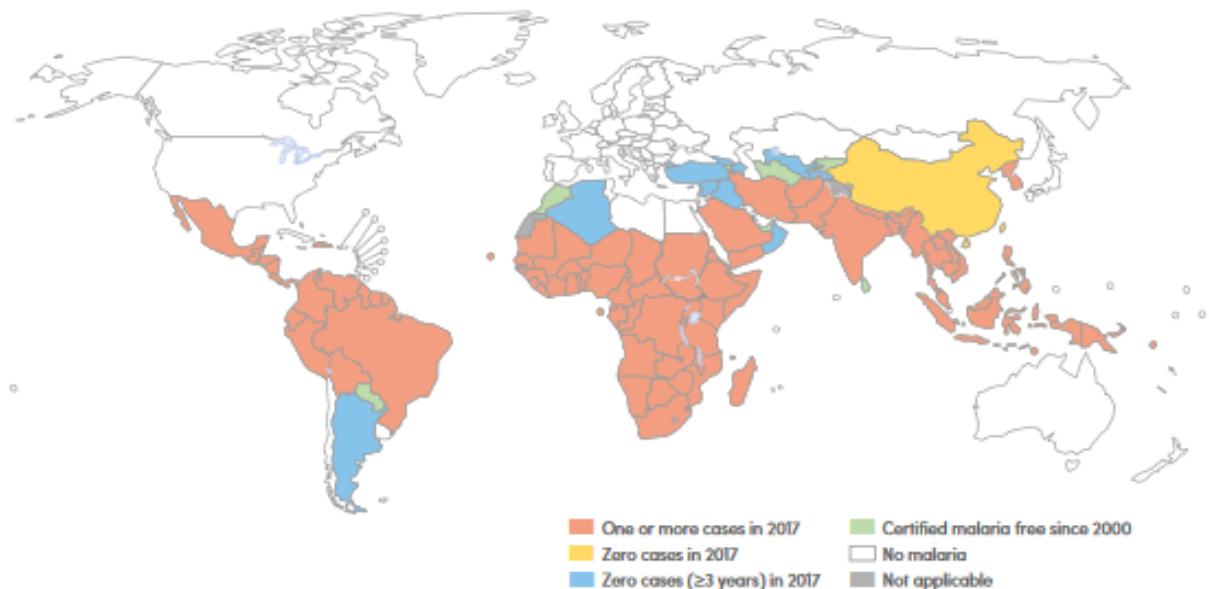 One or more cases in 2017
Zero cases in 2017
Zero cases (≥3 years) in 2017
Certified malaria free since 2000
No malaria
Not applicable